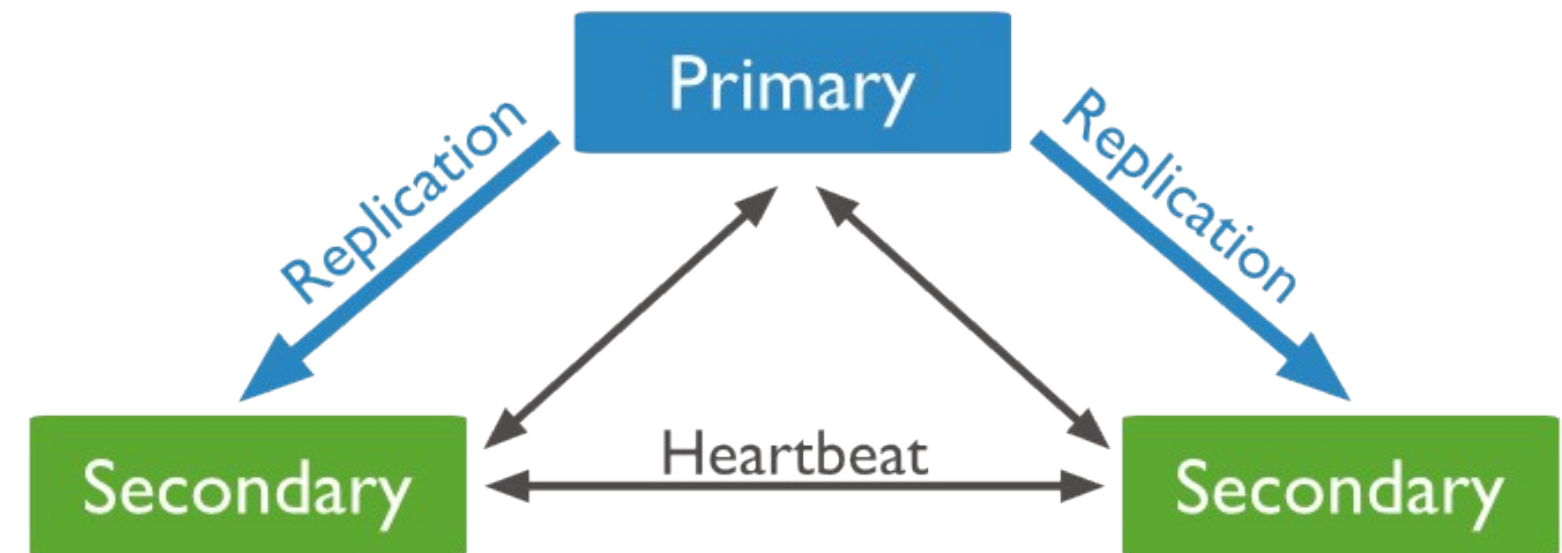 Primary
Replication
Replication
Heartbeat
Secondary
Secondary